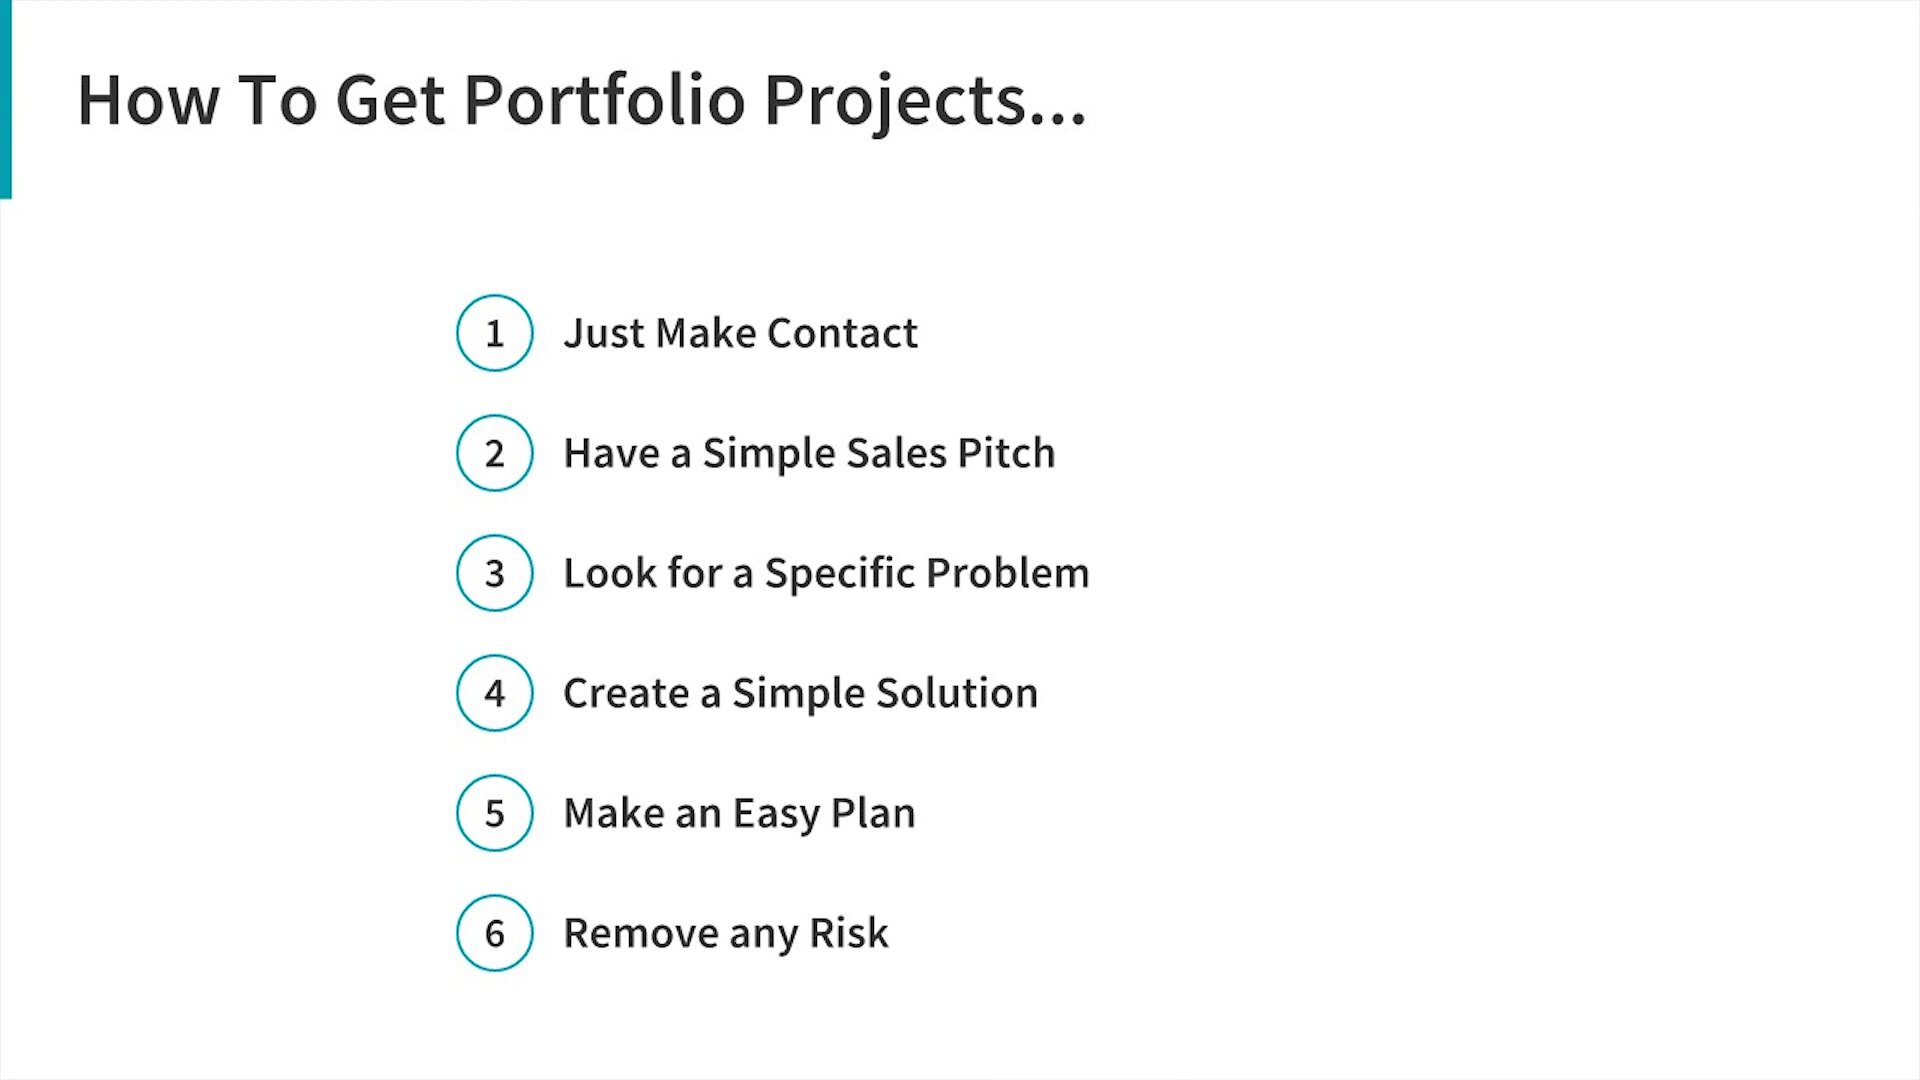 How To Get Portfolio Projects...
1 Just Make Contact
2 Have a Simple Sales Pitch
3 Look for a Specific Problem
4 Create a Simple Solution
5 Make an Easy Plan
6 Remove any Risk